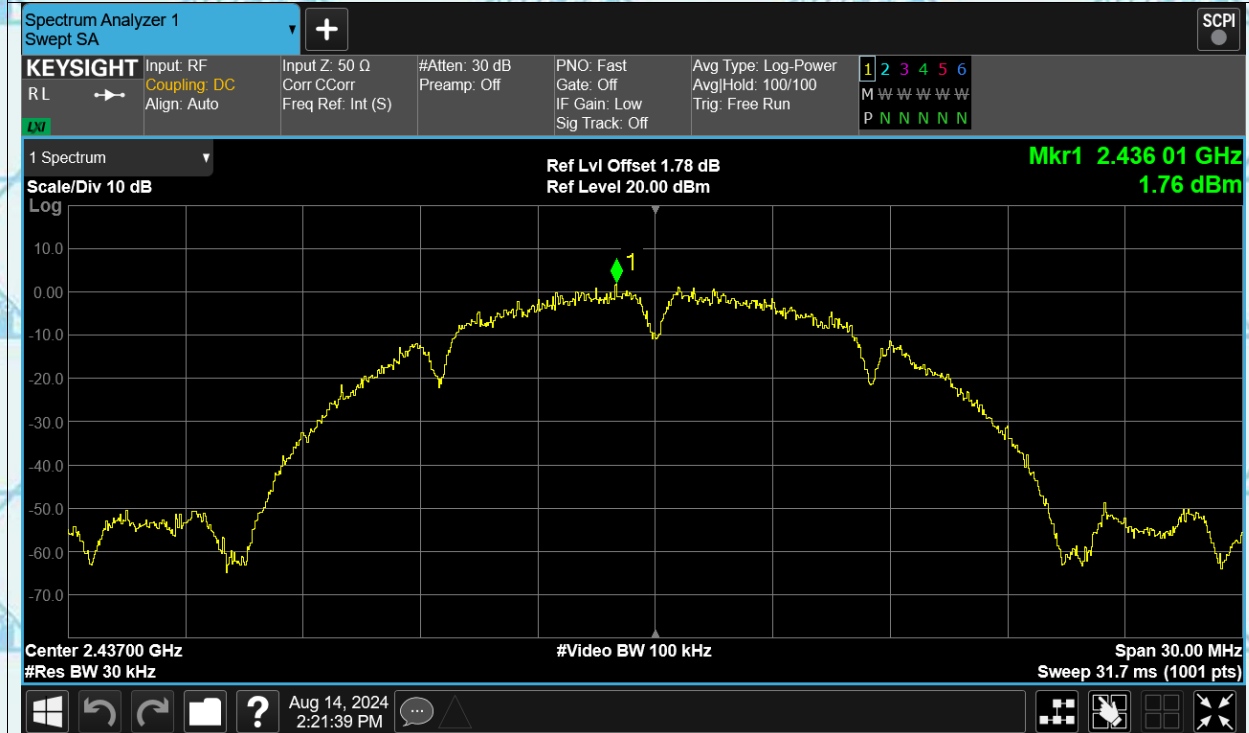 Spectrum Analyzer 1
Swept SA
SCPI
KEYSIGHT
R L
LXI
Input: RF
Coupling: DC
Align: Auto
Input Z: 50 Ω
Corr CCorr
Freq Ref: Int (S)
#Atten: 30 dB
Preamp: Off
PNO: Fast
Gate: Off
IF Gain: Low
Sig Track: Off
Avg Type: Log-Power
Avg|Hold: 100/100
Trig: Free Run
1 2 3 4 5 6
M W W W W W W
P N N N N N N
1 Spectrum
Scale/Div 10 dB
Ref Lvl Offset 1.78 dB
Ref Level 20.00 dBm
Mkr1 2.436 01 GHz
1.76 dBm
Log
10.0
0.00
-10.0
-20.0
-30.0
-40.0
-50.0
-60.0
-70.0
1
Center 2.43700 GHz
#Res BW 30 kHz
#Video BW 100 kHz
Span 30.00 MHz
Sweep 31.7 ms (1001 pts)
?
Aug 14, 2024
2:21:39 PM